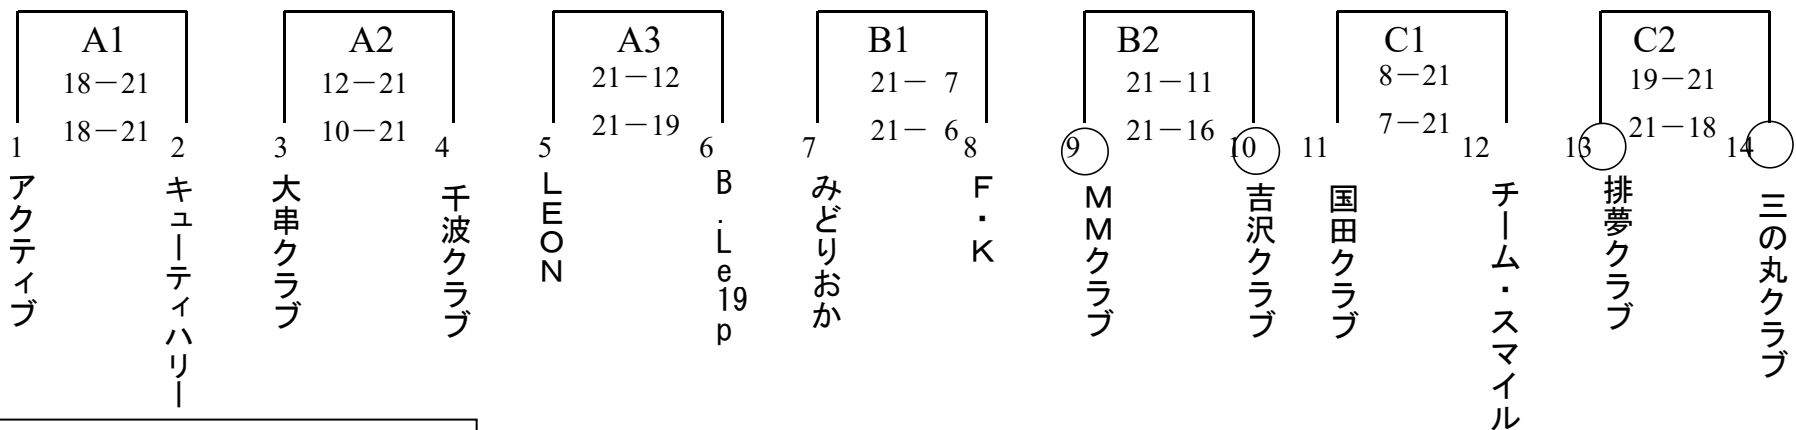 A1
18－21
18－21
1
2
アクティブ
キューティハリー
A2
12－21
10－21
3
4
大串クラブ
千波クラブ
A3
21－12
21－19
5
6
LEON
B.Le19p
B1
21－ 7
21－ 6
7
8
みどりおか
F・K
B2
21－11
21－16
9
10
MMクラブ
吉沢クラブ
C1
8－21
7－21
11
12
国田クラブ
チーム・スマイル
C2
19－21
21－18
13
14
排夢クラブ
三の丸クラブ